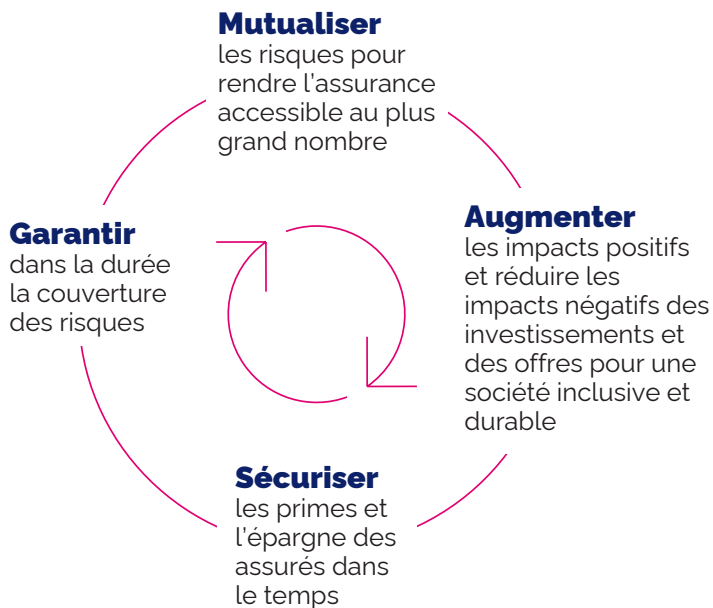 Mutualiser
les risques pour
rendre l’assurance
accessible au plus
grand nombre
Augmenter
les impacts positifs
et réduire les
impacts négatifs des
investissements et
des offres pour une
société inclusive et
durable
Sécuriser
les primes et
l’épargne des
assurés dans
le temps
Garantir
dans la durée
la couverture
des risques